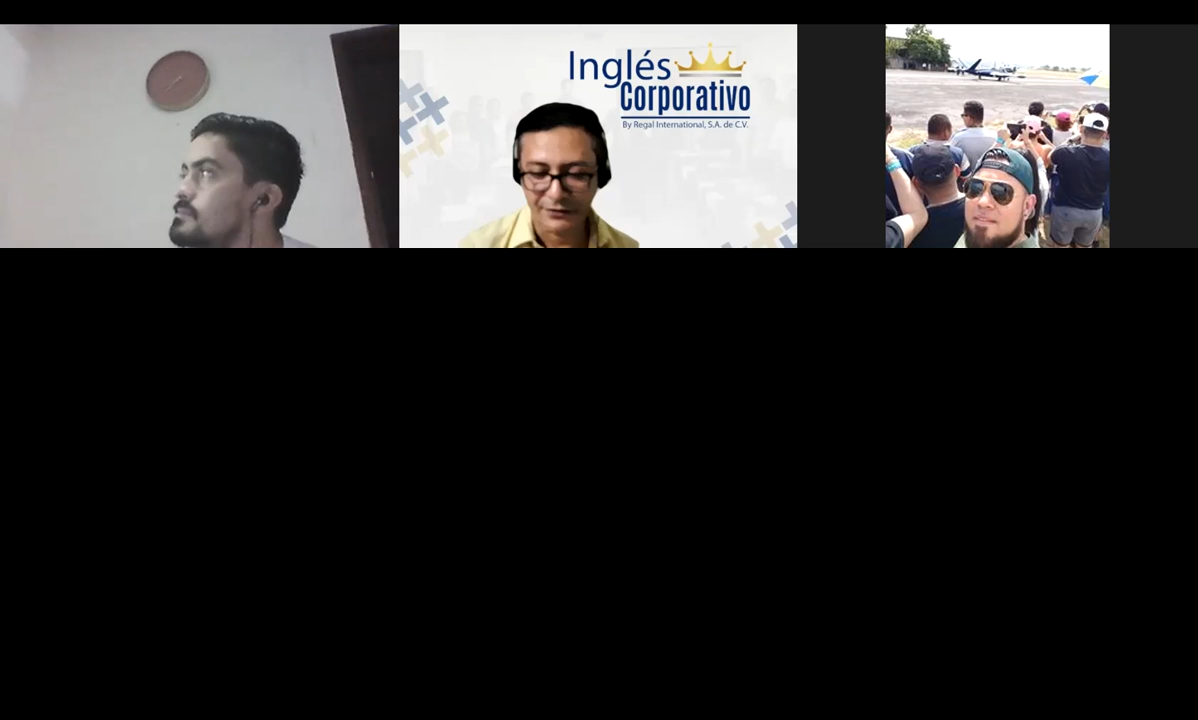 Inglés
Corporativo
By Regal International, S.A. de C.V.